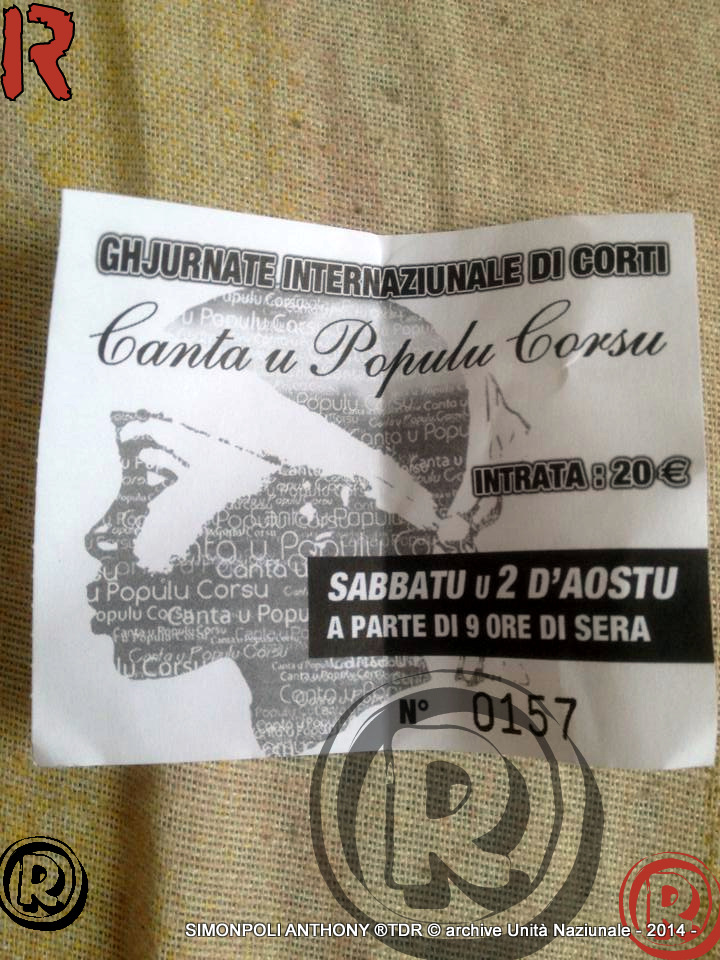 R
GHJURNATE INTERNAZIUNALE DI CORTI
Canta u Populu Corsu
INTRATA : 20 €
SABBATU U 2 D'AOSTU
A PARTE DI 9 ORE DI SERA
N° 0157
R
R
R
SIMONPOLI ANTHONY ®TDR © archive Unità Naziunale - 2014 -